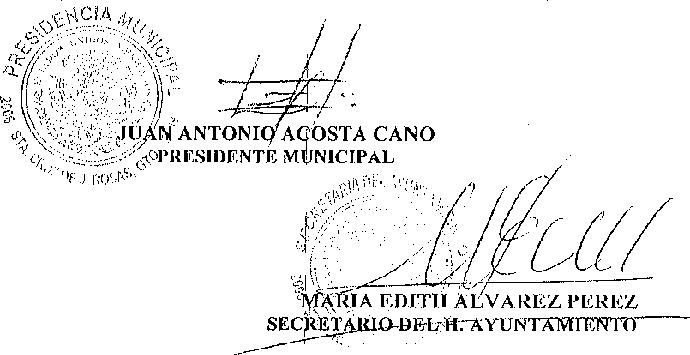 PRESIDENCIA MUNICIPAL
JUAN ANTONIO ACOSTA CANO
PRESIDENTE MUNICIPAL
MARIA EDITH ALVAREZ PEREZ
SECRETARIO DEL H. AYUNTAMIENTO